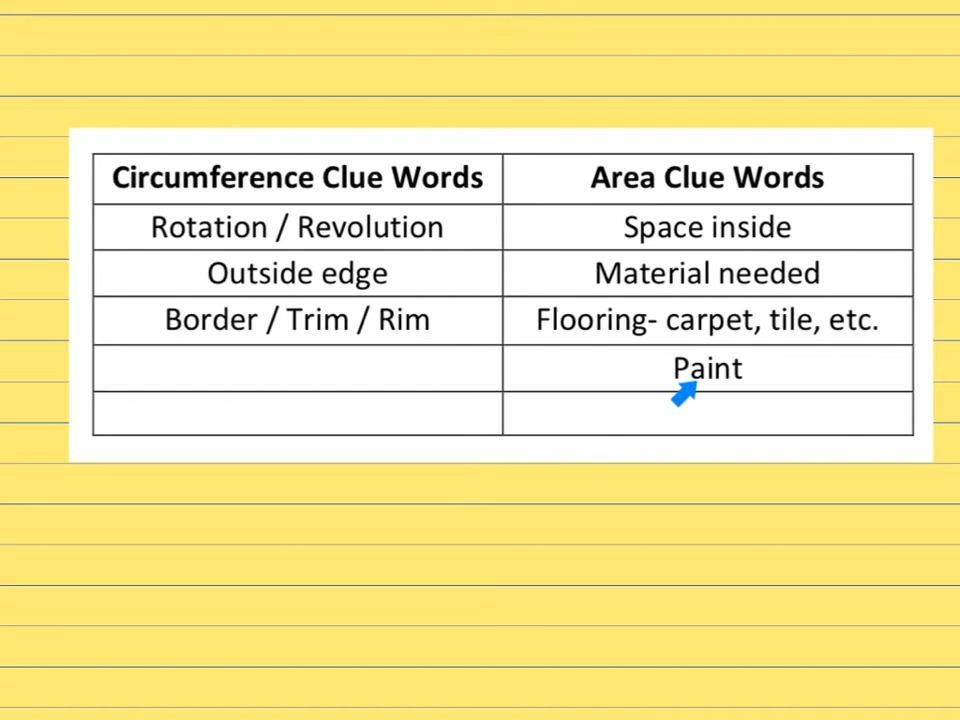 Circumference Clue Words Area Clue Words
Rotation / Revolution Space inside
Outside edge Material needed
Border / Trim / Rim Flooring- carpet, tile, etc.
Paint